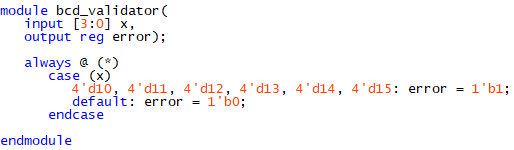 module bcd_validator(
   input [3:0] x,
   output reg error);

   always @ (*)
      case (x)
         4'd10, 4'd11, 4'd12, 4'd13, 4'd14, 4'd15: error = 1'b1;
         default: error = 1'b0;
      endcase

endmodule